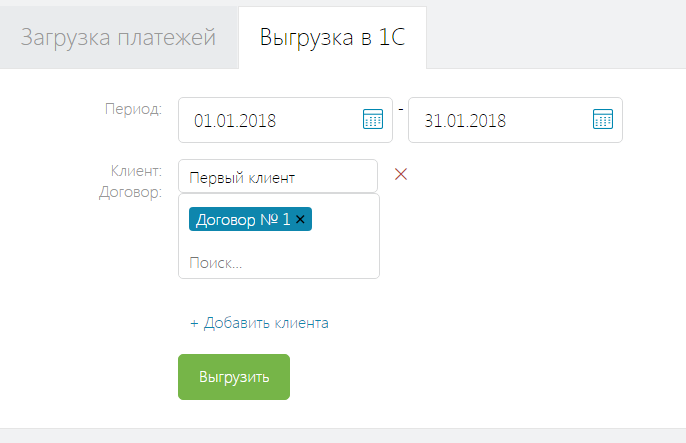 Загрузка платежей Выгрузка в 1С
Период: 01.01.2018 - 31.01.2018
Клиент: Первый клиент ×
Договор:
Договор № 1 ×
Поиск...
+ Добавить клиента
Выгрузить